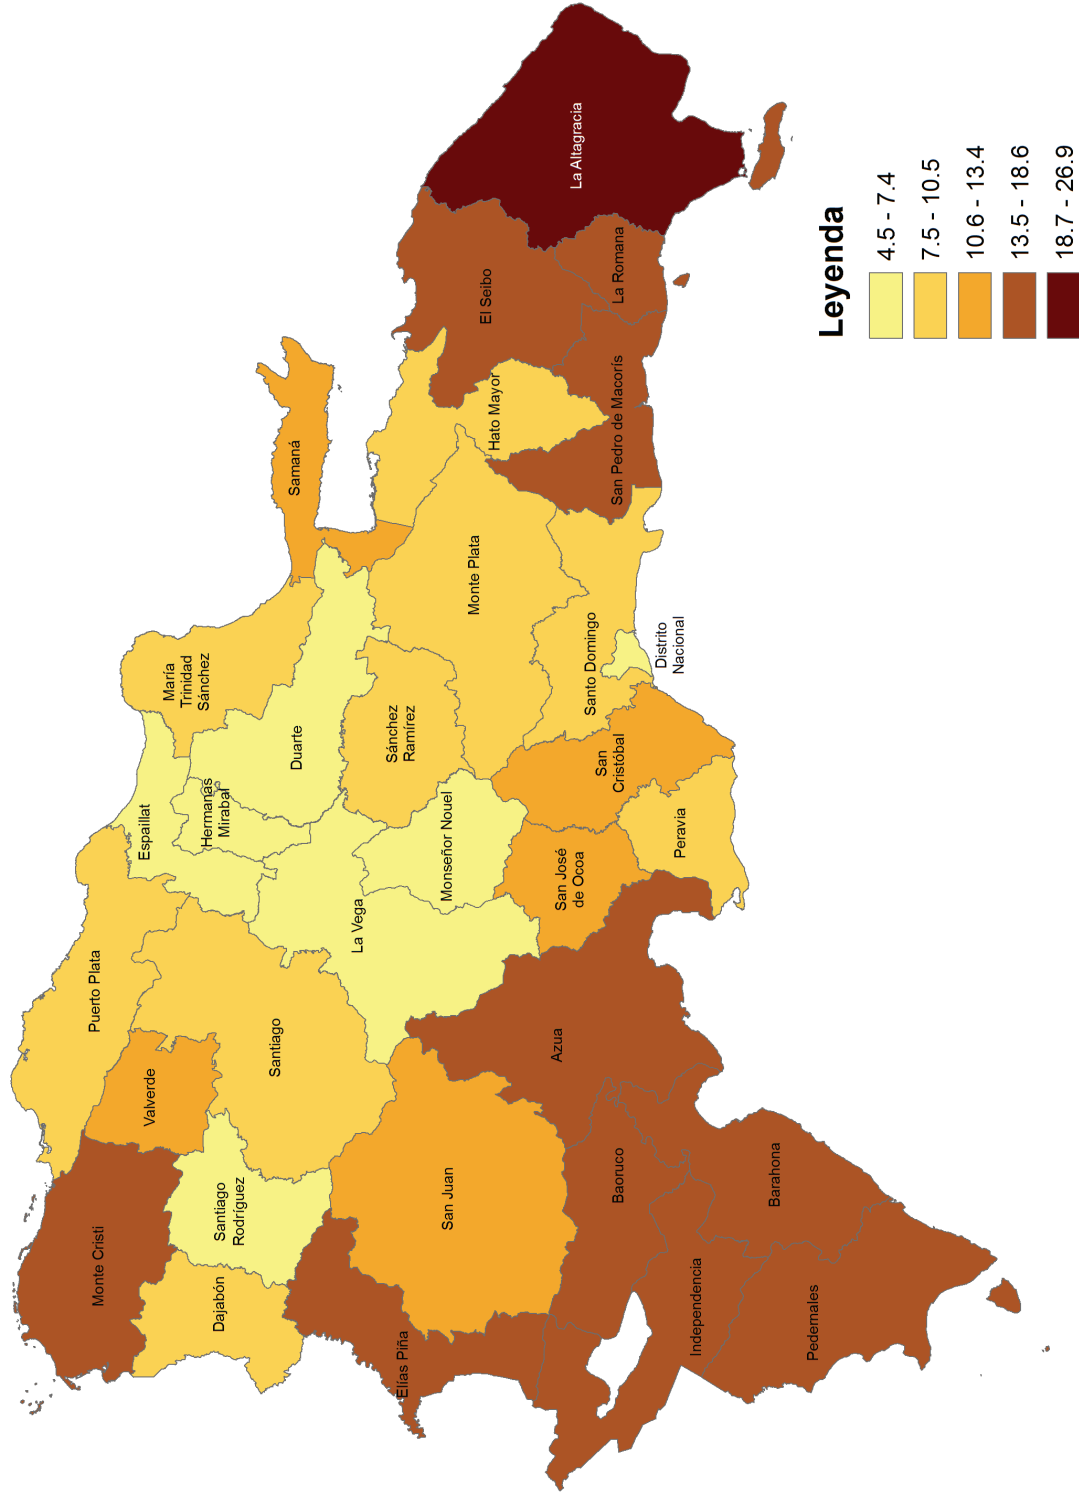 Monte Cristi
Puerto Plata
Valverde
Espaillat
María
Trinidad
Sánchez
Dajabón
Santiago
Rodríguez
Santiago
Hermanas
Mirabal
Duarte
Samaná
La Vega
Sánchez
Ramírez
Elías Piña
San Juan
Monseñor Nouel
Monte Plata
Hato Mayor
El Seibo
La Altagracia
Azua
San José
de Ocoa
San
Cristóbal
Santo Domingo
San Pedro de Macorís
La Romana
Baoruco
Peravia
Distrito
Nacional
Independencia
Barahona
Pedernales
Leyenda
4.5 - 7.4
7.5 - 10.5
10.6 - 13.4
13.5 - 18.6
18.7 - 26.9